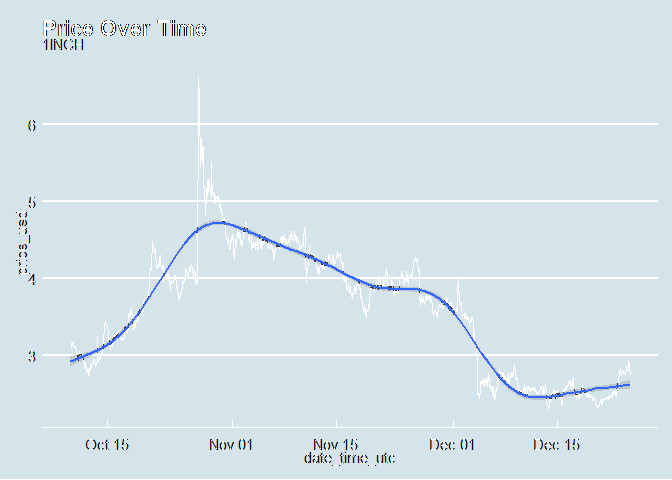 Price Over Time
1INCH
6
5
4
3
price_usd
Oct 15 Nov 01 Nov 15 Dec 01 Dec 15
date_time_utc